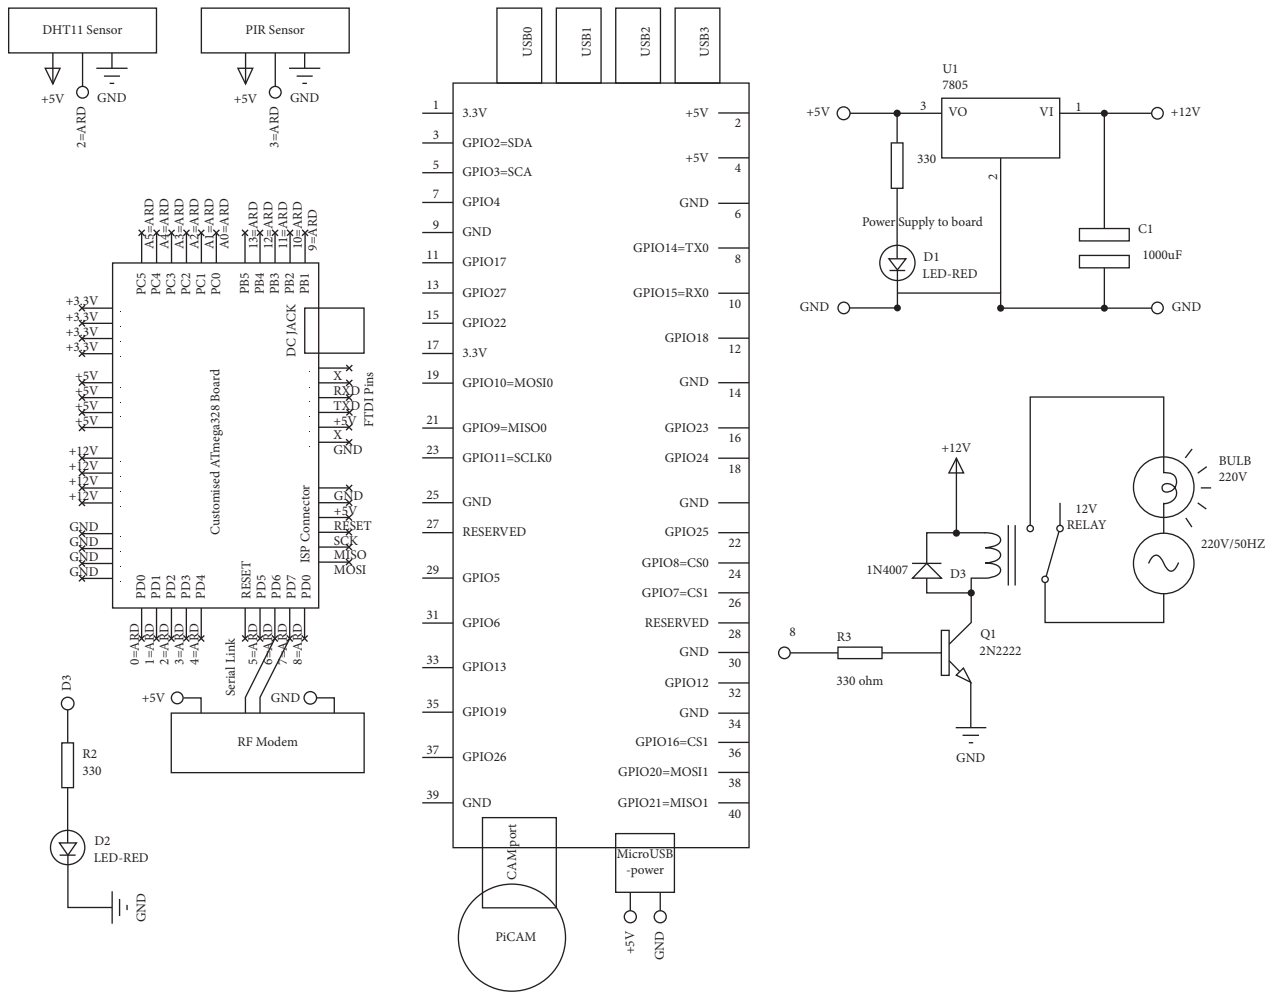 DHT11 Sensor
+5V
GND
2=ARD
PIR Sensor
+5V
GND
3=ARD
A5=ARD
A4=ARD
A3=ARD
A2=ARD
A1=ARD
A0=ARD
13=ARD
12=ARD
11=ARD
10=ARD
9=ARD
PC5
PC4
PC3
PC2
PC1
PC0
PB5
PB4
PB3
PB2
PB1
+3.3V
+3.3V
+3.3V
+3.3V
+5V
+5V
+5V
+5V
+12V
+12V
+12V
+12V
GND
GND
GND
GND
Customised ATmega328 Board
DC JACK
X
RXD
TXD
+5V
X
GND
FTDI Pins
ISP Connector
GND
+5V
RESET
SCK
MISO
MOSI
PD0
PD1
PD2
PD3
PD4
RESET
PD5
PD6
PD7
PD0
0=ARD
1=ARD
2=ARD
3=ARD
4=ARD
Serial Link
5=ARD
6=ARD
7=ARD
8=ARD
+5V
GND
RF Modem
D3
R2
330
D2
LED-RED
GND
USB0
USB1
USB2
USB3
1
3.3V
3
GPIO2=SDA
5
GPIO3=SCA
7
GPIO4
9
GND
11
GPIO17
13
GPIO27
15
GPIO22
17
3.3V
19
GPIO10=MOSI0
21
GPIO9=MISO0
23
GPIO11=SCLK0
25
GND
27
RESERVED
29
GPIO5
31
GPIO6
33
GPIO13
35
GPIO19
37
GPIO26
39
GND
+5V
2
+5V
4
GND
6
GPIO14=TX0
8
GPIO15=RX0
10
GPIO18
12
GND
14
GPIO23
16
GPIO24
18
GND
GPIO25
22
GPIO8=CS0
24
GPIO7=CS1
26
RESERVED
28
GND
30
GPIO12
32
GND
34
GPIO16=CS1
36
GPIO20=MOSI1
38
GPIO21=MISO1
40
CAM port
PiCAM
MicroUSB
-power
+5V
GND
U1
7805
+5V
3
VO
VI
1
+12V
2
330
Power Supply to board
D1
LED-RED
C1
1000uF
GND
GND
+12V
1N4007
D3
12V
RELAY
BULB
220V
220V/50HZ
8
R3
330 ohm
Q1
2N2222
GND